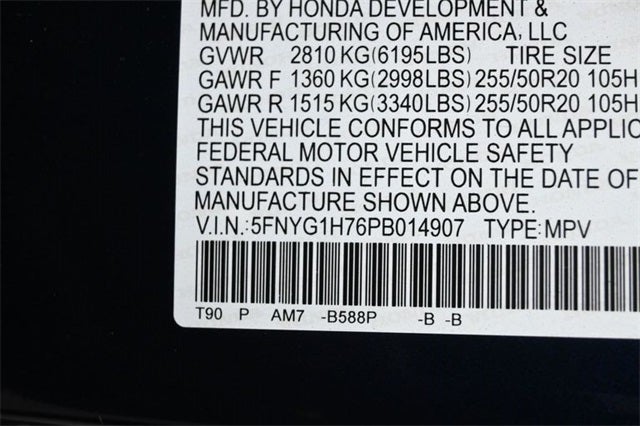 MFD. BY HONDA DEVELOPMENT &
MANUFACTURING OF AMERICA, LLC
GVWR 2810 KG(6195LBS) TIRE SIZE
GAWR F 1360 KG(2998LBS) 255/50R20 105H
GAWR R 1515 KG(3340LBS) 255/50R20 105H
THIS VEHICLE CONFORMS TO ALL APPLIC
FEDERAL MOTOR VEHICLE SAFETY
STANDARDS IN EFFECT ON THE DATE OF
MANUFACTURE SHOWN ABOVE.
V.I.N.:5FNYG1H76PB014907 TYPE:MPV
T90 P AM7 -B588P -B -B